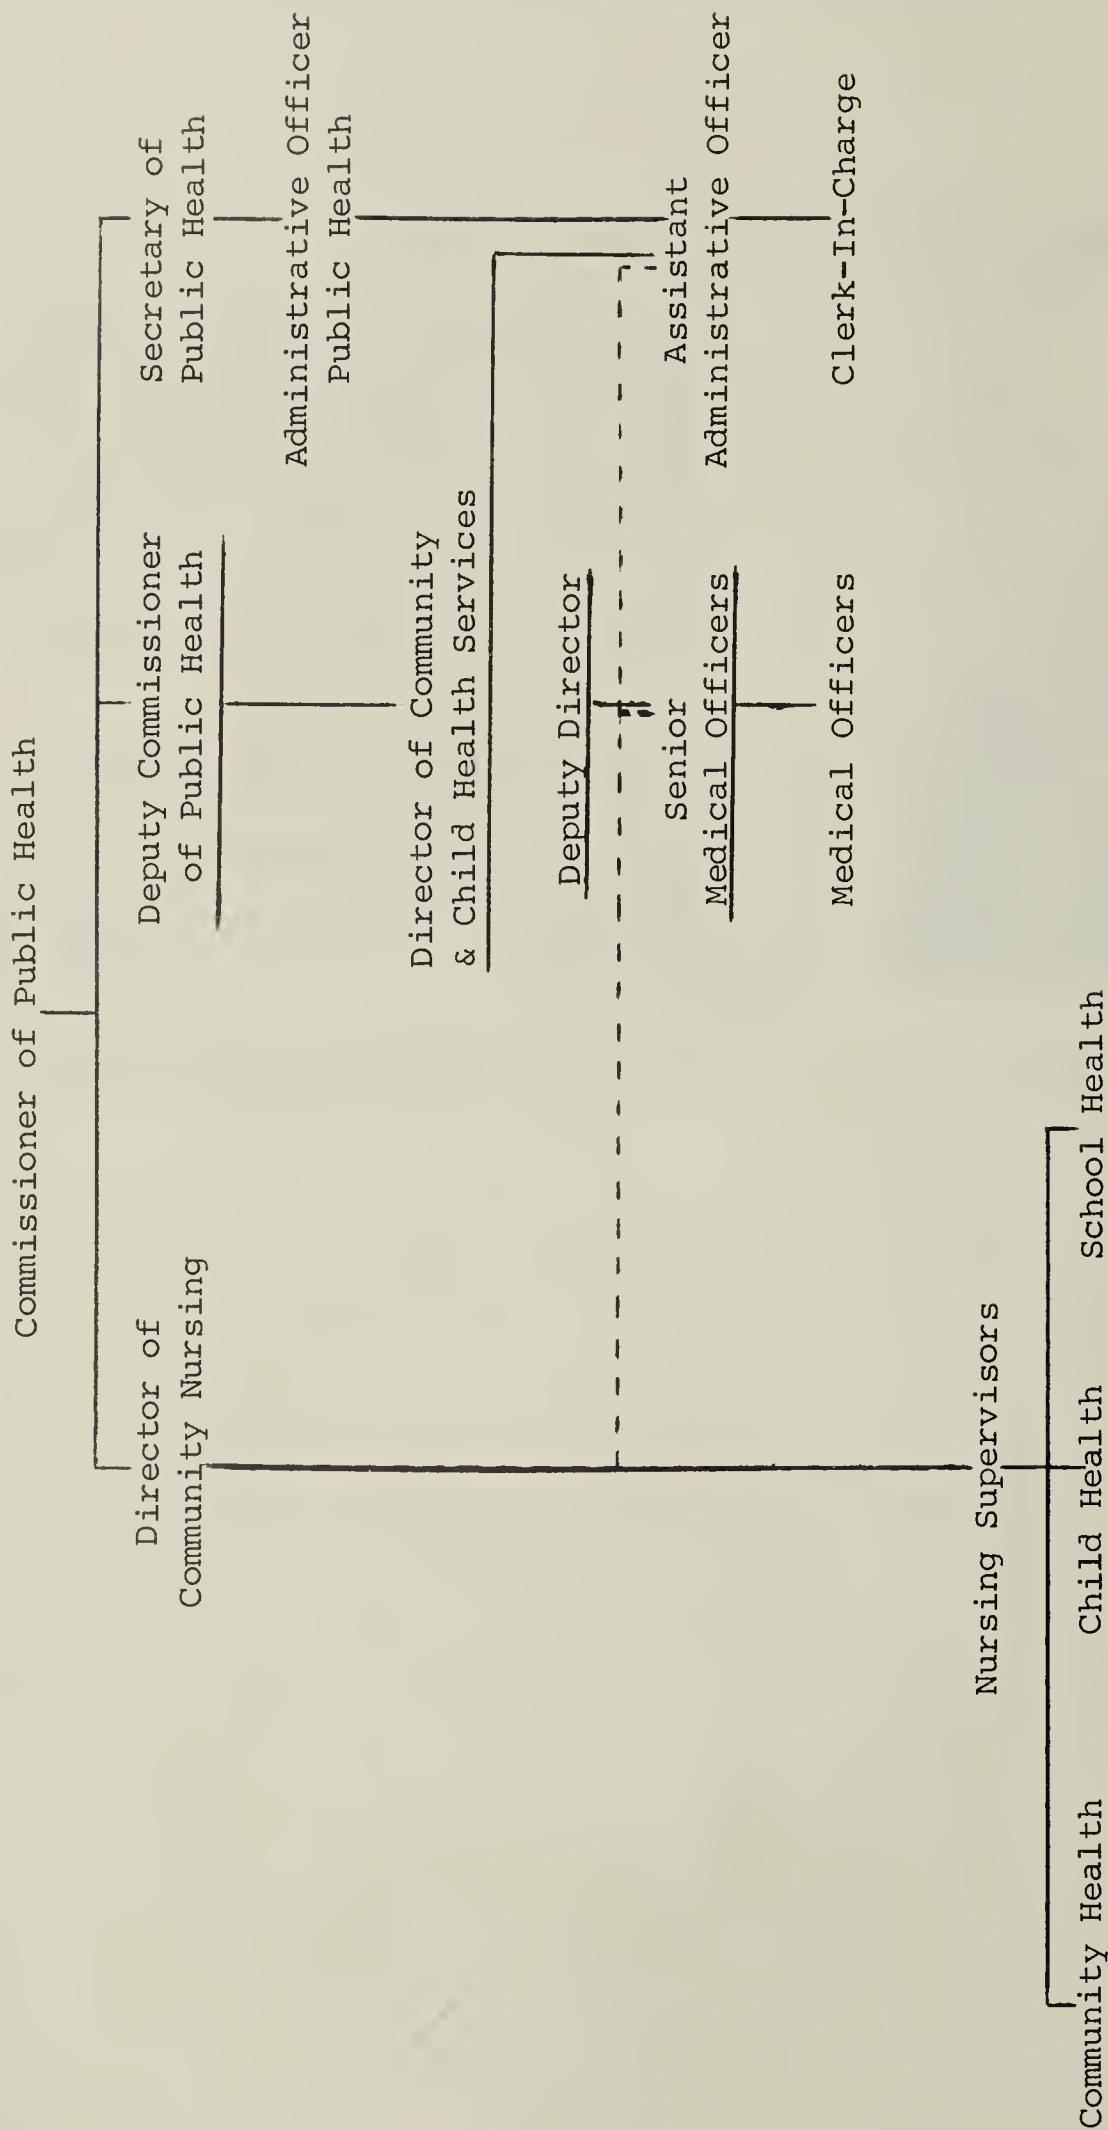 Commissioner of Public Health
Director of
Community Nursing
Deputy Commissioner
of Public Health
Secretary of
Public Health
Administrative Officer
Public Health
Director of Community
& Child Health Services
Deputy Director
Senior
Medical Officers
Assistant
Administrative Officer
Medical Officers
Clerk-In-Charge
Nursing Supervisors
Community Health
Child Health
School Health